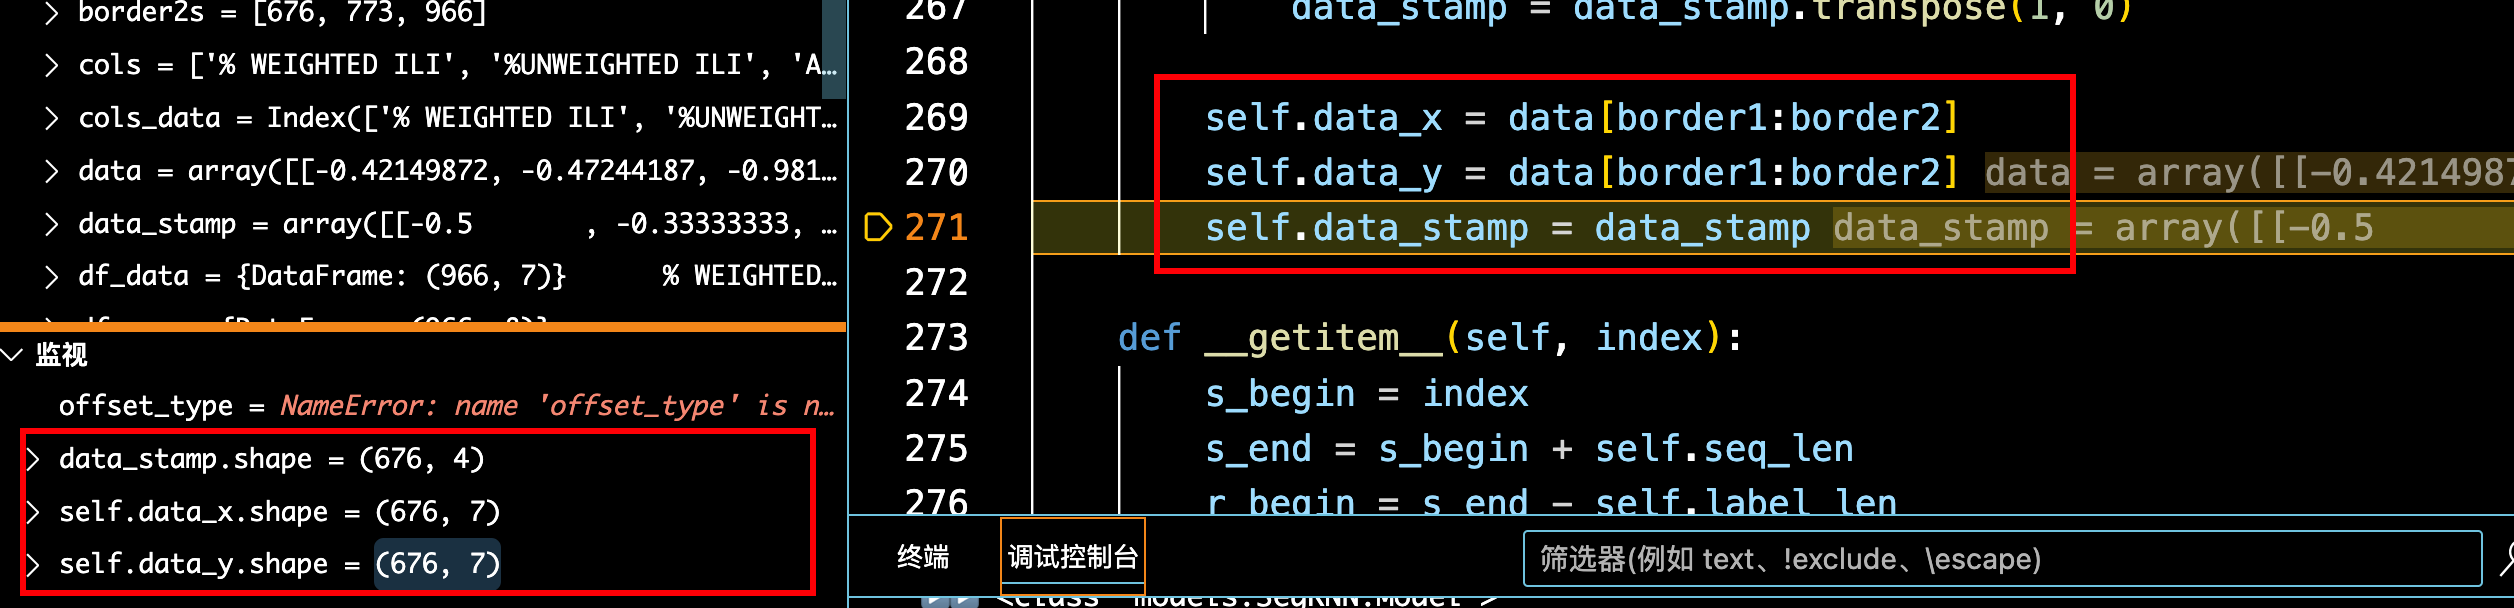 border2s = [676, 773, 966]
cols = ['% WEIGHTED ILI', '%UNWEIGHTED ILI', 'A…
cols_data = Index(['% WEIGHTED ILI', '%UNWEIGHT…
data = array([[-0.42149872, -0.47244187, -0.981…
data_stamp = array([[-0.5       , -0.33333333, …
df_data = {DataFrame: (966, 7)}      % WEIGHTED…
监视
offset_type = NameError: name 'offset_type' is n…
data_stamp.shape = (676, 4)
self.data_x.shape = (676, 7)
self.data_y.shape = (676, 7)
267 data_stamp = data_stamp.transpose(1, 0)
268
269 self.data_x = data[border1:border2]
270 self.data_y = data[border1:border2] data = array([[-0.4214987
271 self.data_stamp = data_stamp data_stamp = array([[-0.5
272
273 def __getitem__(self, index):
274 s_begin = index
275 s_end = s_begin + self.seq_len
276 r_begin = s_end - self.label_len
终端 调试控制台 筛选器(例如 text、!exclude、\escape)
<class 'models.SegRNN.Model'>